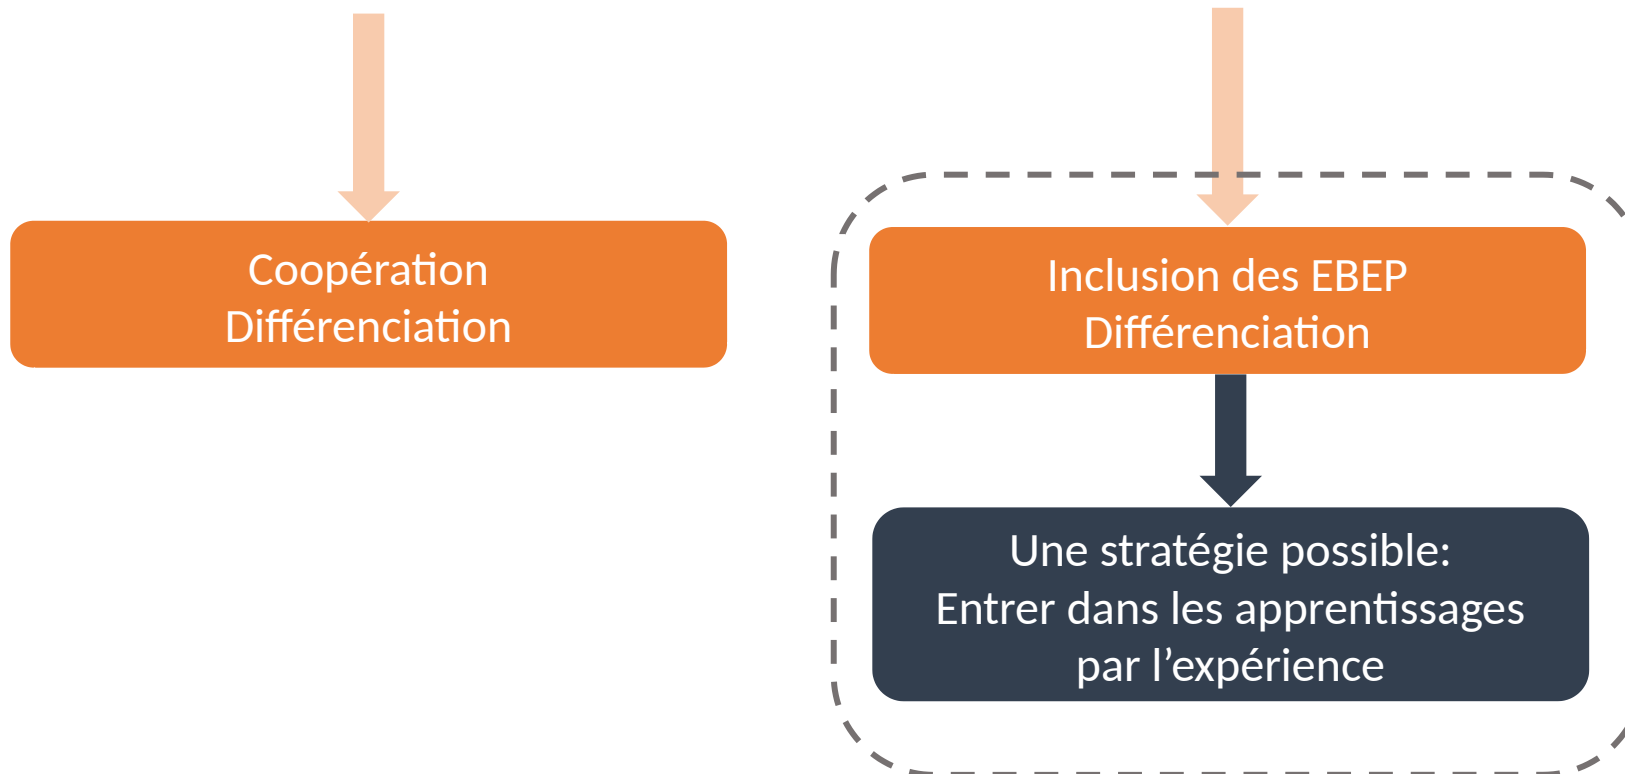 Coopération
Différenciation
Inclusion des EBEP
Différenciation
Une stratégie possible:
Entrer dans les apprentissages
par l’expérience